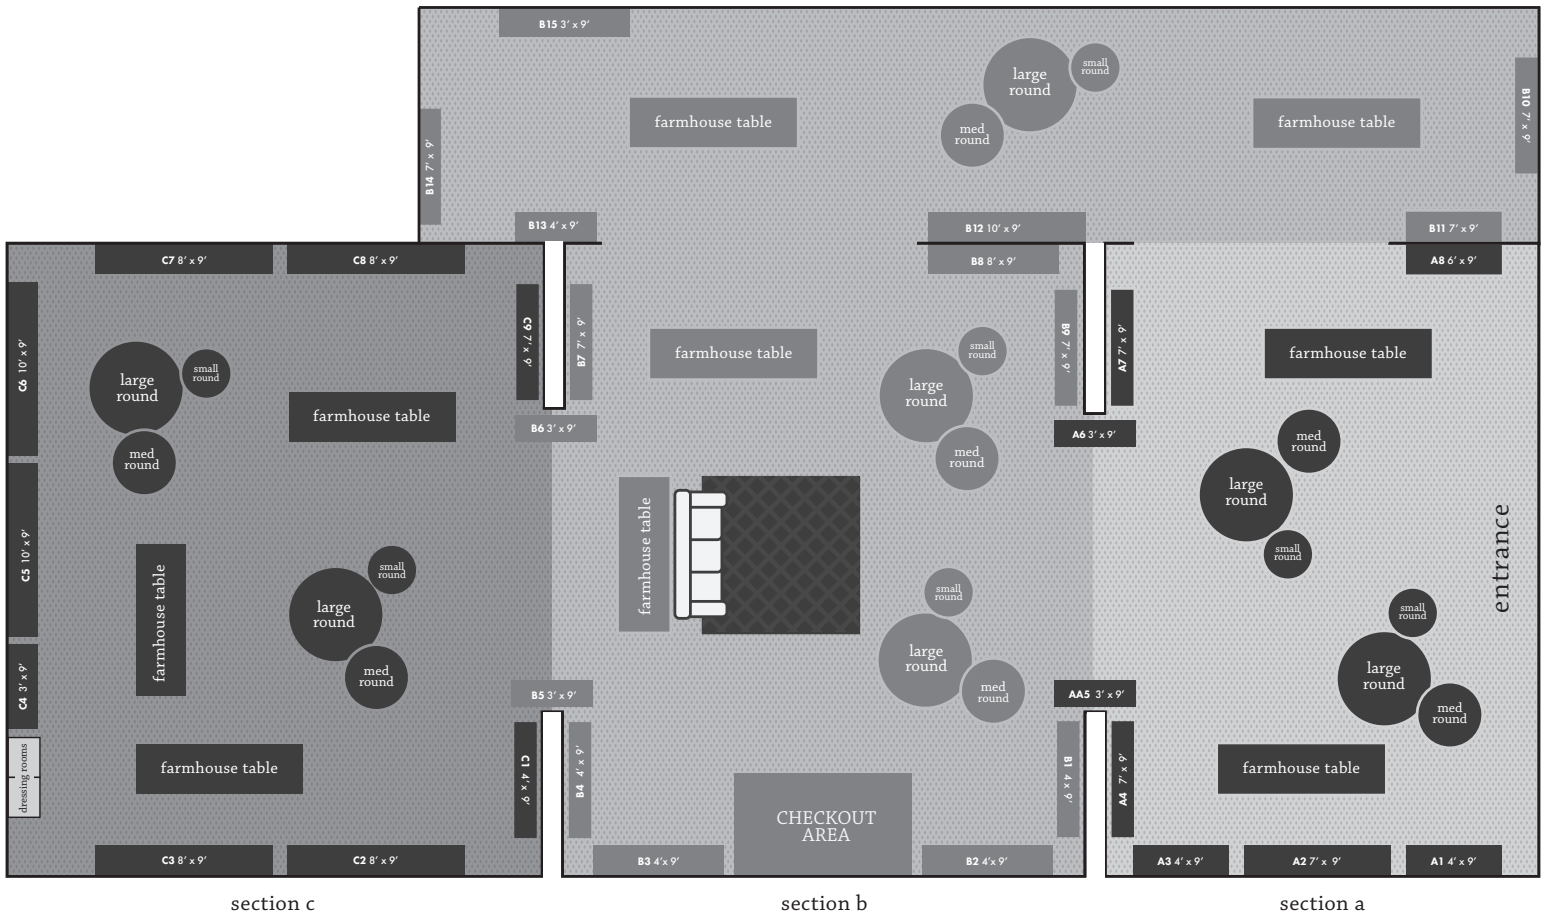 B15 3' x 9'
large
round
small
round
med
round
farmhouse table
farmhouse table
B10 7' x 9'
B14 7' x 9'
B13 4' x 9'
B12 10' x 9'
B11 7' x 9'
C7 8' x 9'
C8 8' x 9'
B8 8' x 9'
A8 6' x 9'
C6 10' x 9'
C9 7' x 9'
B7 7' x 9'
B9 7' x 9'
A7 7' x 9'
large
round
small
round
med
round
farmhouse table
farmhouse table
large
round
small
round
med
round
farmhouse table
B6 3' x 9'
A6 3' x 9'
med
round
large
round
small
round
C5 10' x 9'
farmhouse table
large
round
small
round
med
round
farmhouse table
small
round
large
round
med
round
entrance
small
round
large
round
med
round
C4 3' x 9'
B5 3' x 9'
AA5 3' x 9'
dressing rooms
farmhouse table
C1 4' x 9'
B4 4' x 9'
CHECKOUT
AREA
B1 4' x 9'
A4 7' x 9'
farmhouse table
C3 8' x 9'
C2 8' x 9'
B3 4'x 9'
B2 4'x 9'
A3 4' x 9'
A2 7' x 9'
A1 4' x 9'
section c
section b
section a